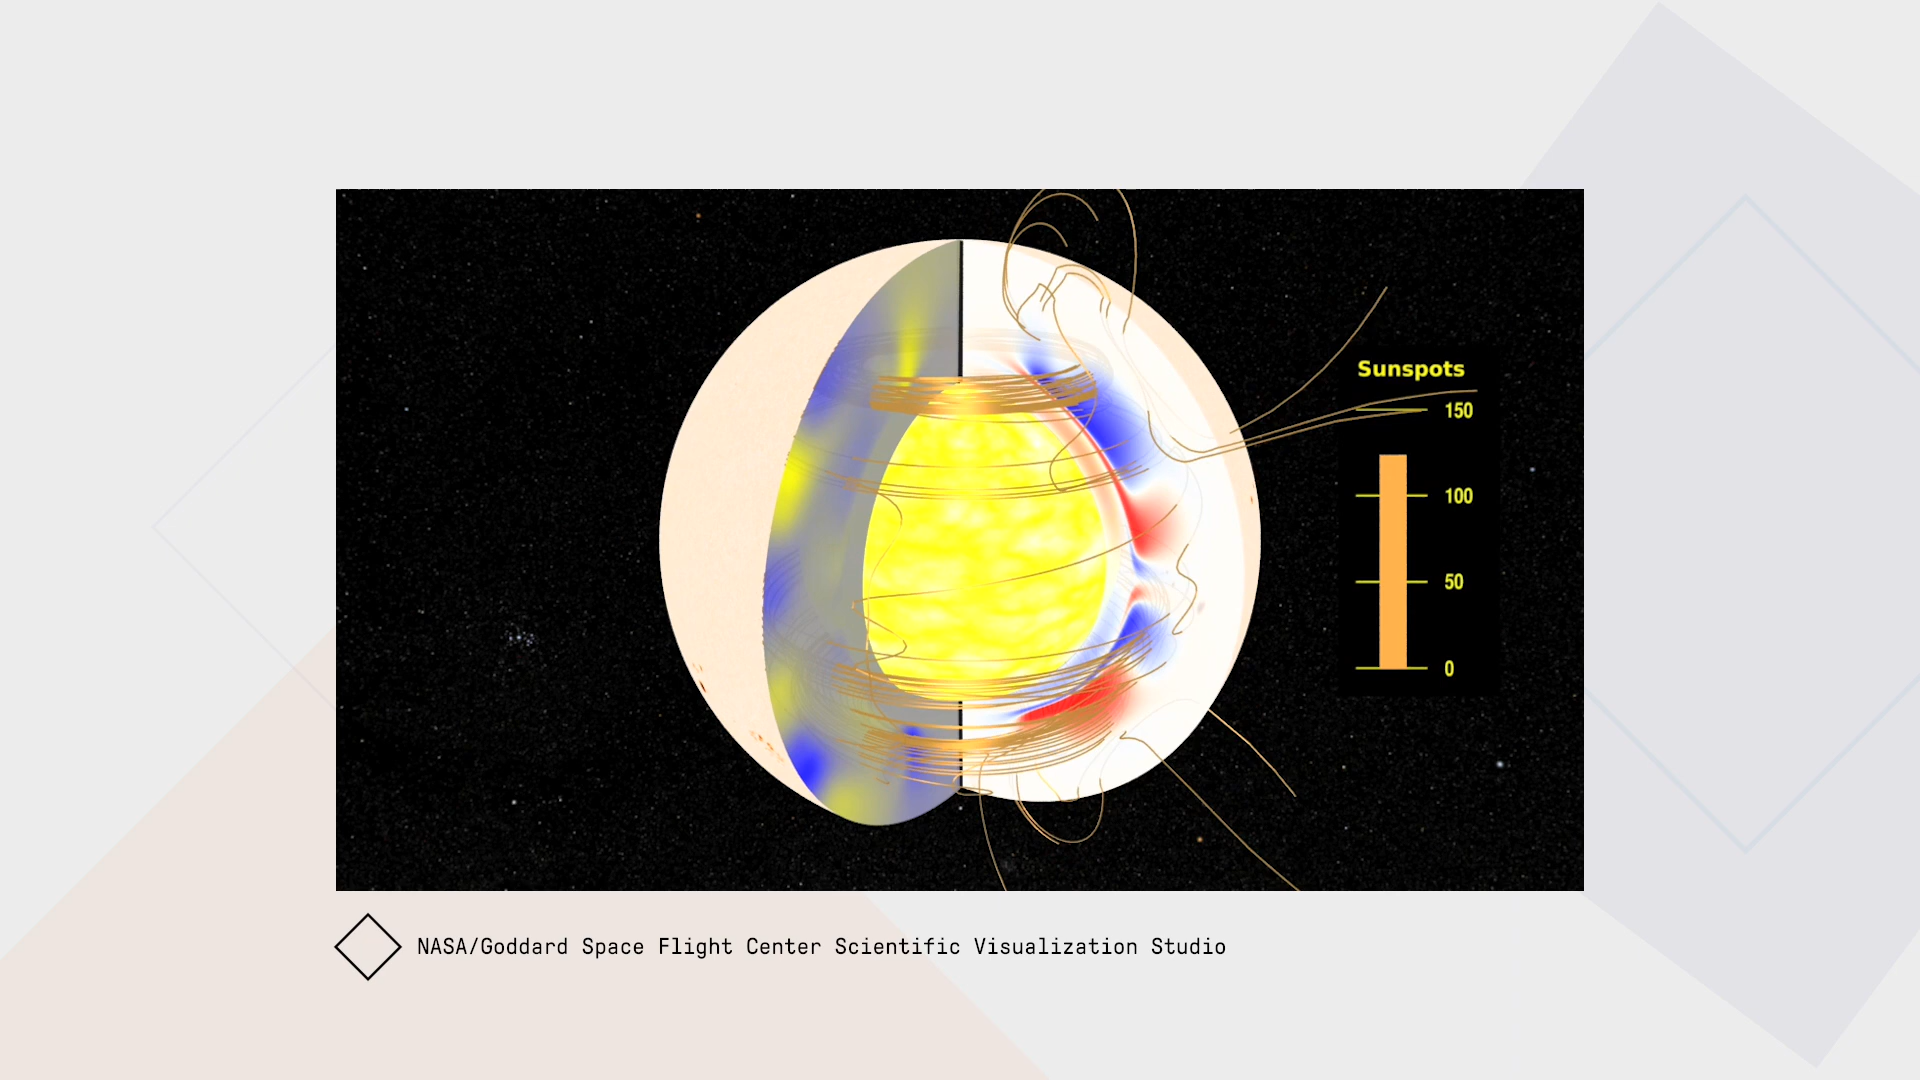 Sunspots
150
100
50
0
NASA/Goddard Space Flight Center Scientific Visualization Studio